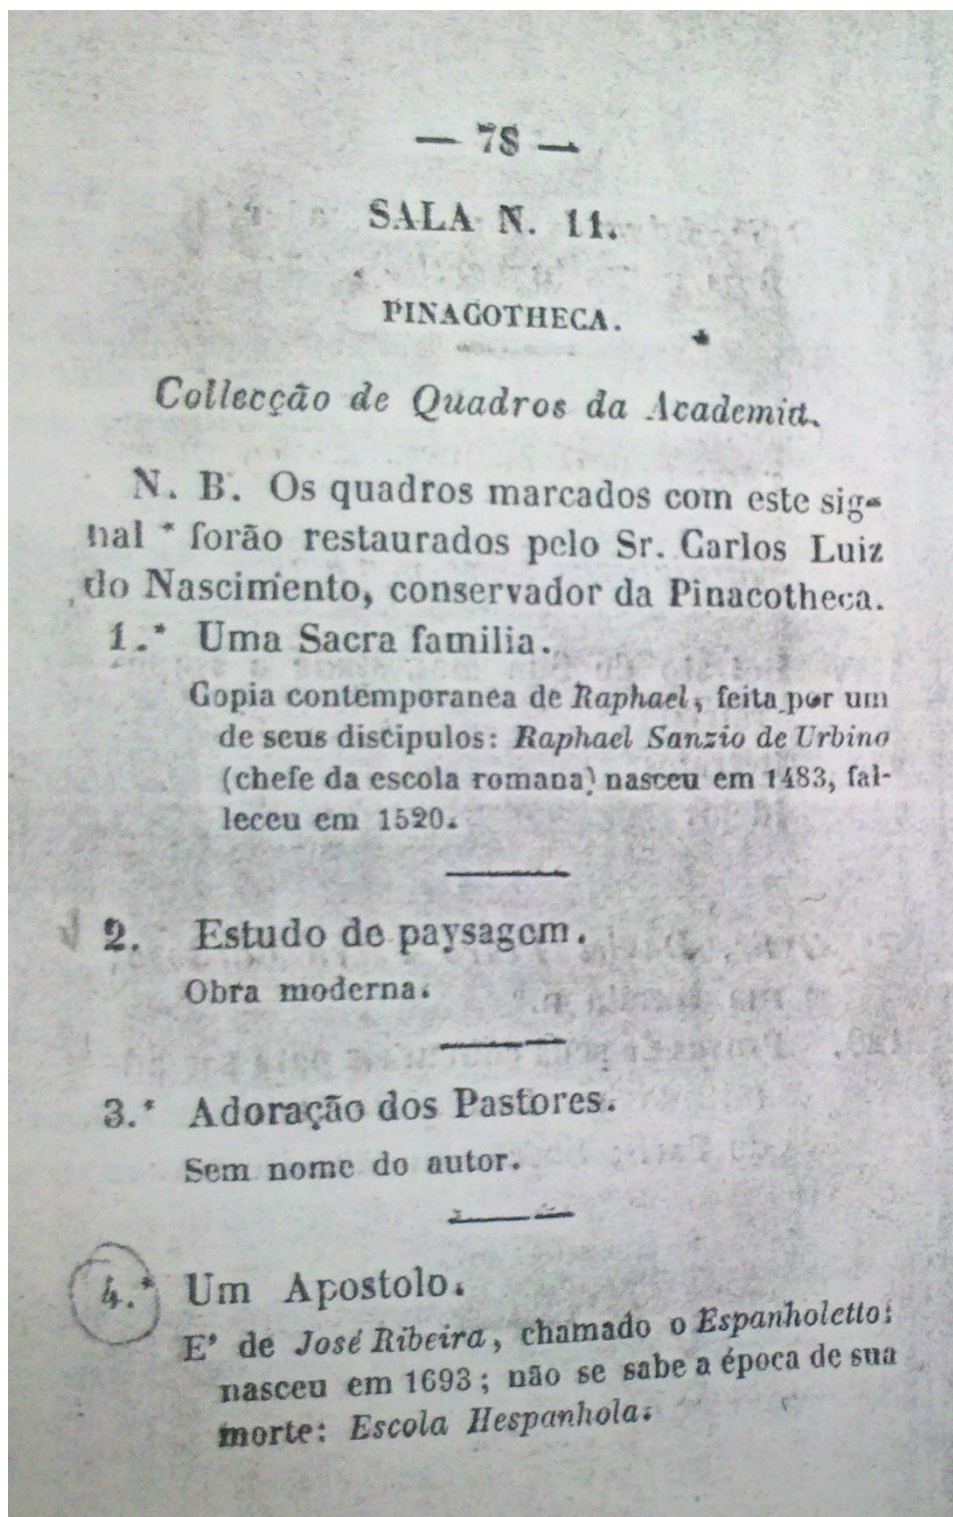 — 78 —
SALA N. 11.
PINACOTHECA.
Collecção de Quadros da Academia.
N. B. Os quadros marcados com este sig-
nal * forão restaurados pelo Sr. Carlos Luiz
do Nascimento, conservador da Pinacotheca.
1.* Uma Sacra familia.
Copia contemporanea de Raphael, feita por um
de seus discipulos: Raphael Sanzio de Urbino
(chefe da escola romana) nasceu em 1483, fal-
leceu em 1520.
2. Estudo de paysagem.
Obra moderna.
3.* Adoração dos Pastores.
Sem nome do autor.
4.* Um Apostolo.
E' de José Ribeira, chamado o Espanholetto:
nasceu em 1693; não se sabe a época de sua
morte: Escola Hespanhola.